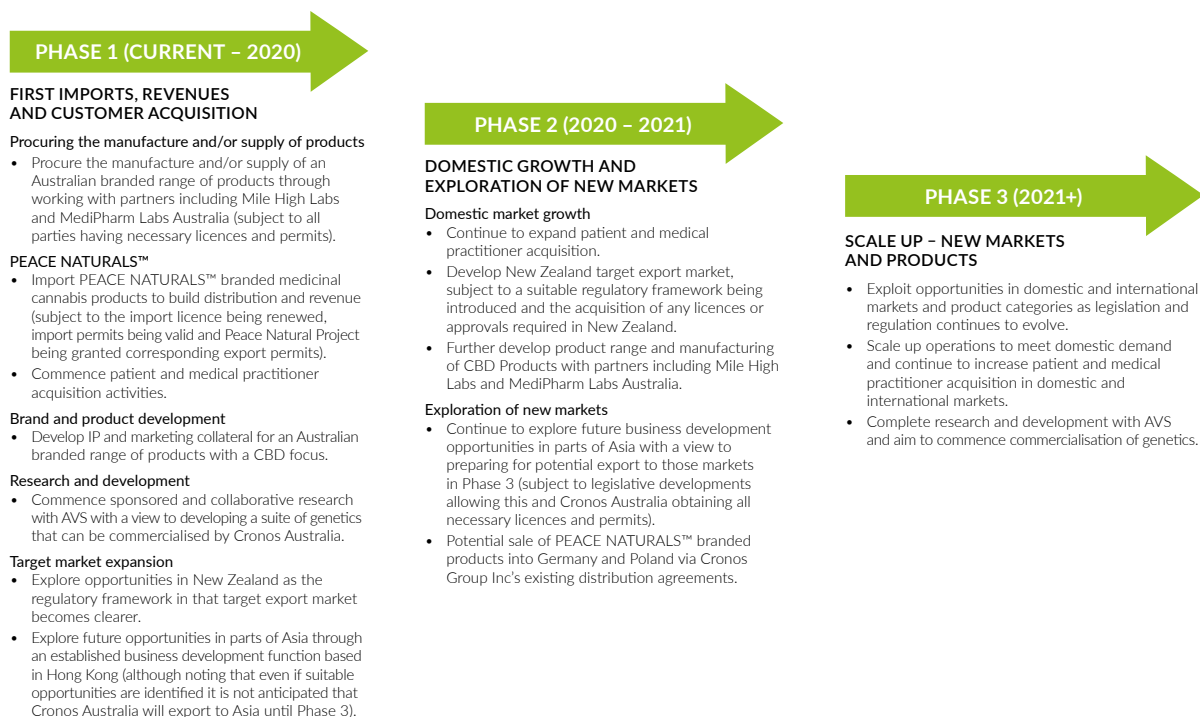 PHASE 1 (CURRENT – 2020)
FIRST IMPORTS, REVENUES
AND CUSTOMER ACQUISITION
Procuring the manufacture and/or supply of products
• Procure the manufacture and/or supply of an
Australian branded range of products through
working with partners including Mile High Labs
and MediPharm Labs Australia (subject to all
parties having necessary licences and permits).
PEACE NATURALS™
• Import PEACE NATURALS™ branded medicinal
cannabis products to build distribution and revenue
(subject to the import licence being renewed,
import permits being valid and Peace Natural Project
being granted corresponding export permits).
• Commence patient and medical practitioner
acquisition activities.
Brand and product development
• Develop IP and marketing collateral for an Australian
branded range of products with a CBD focus.
Research and development
• Commence sponsored and collaborative research
with AVS with a view to developing a suite of genetics
that can be commercialised by Cronos Australia.
Target market expansion
• Explore opportunities in New Zealand as the
regulatory framework in that target export market
becomes clearer.
• Explore future opportunities in parts of Asia through
an established business development function based
in Hong Kong (although noting that even if suitable
opportunities are identified it is not anticipated that
Cronos Australia will export to Asia until Phase 3).
PHASE 2 (2020 – 2021)
DOMESTIC GROWTH AND
EXPLORATION OF NEW MARKETS
Domestic market growth
• Continue to expand patient and medical
practitioner acquisition.
• Develop New Zealand target export market,
subject to a suitable regulatory framework being
introduced and the acquisition of any licences or
approvals required in New Zealand.
• Further develop product range and manufacturing
of CBD Products with partners including Mile High
Labs and MediPharm Labs Australia.
Exploration of new markets
• Continue to explore future business development
opportunities in parts of Asia with a view to
preparing for potential export to those markets
in Phase 3 (subject to legislative developments
allowing this and Cronos Australia obtaining all
necessary licences and permits).
• Potential sale of PEACE NATURALS™ branded
products into Germany and Poland via Cronos
Group Inc's existing distribution agreements.
PHASE 3 (2021+)
SCALE UP – NEW MARKETS
AND PRODUCTS
• Exploit opportunities in domestic and international
markets and product categories as legislation and
regulation continues to evolve.
• Scale up operations to meet domestic demand
and continue to increase patient and medical
practitioner acquisition in domestic and
international markets.
• Complete research and development with AVS
and aim to commence commercialisation of genetics.